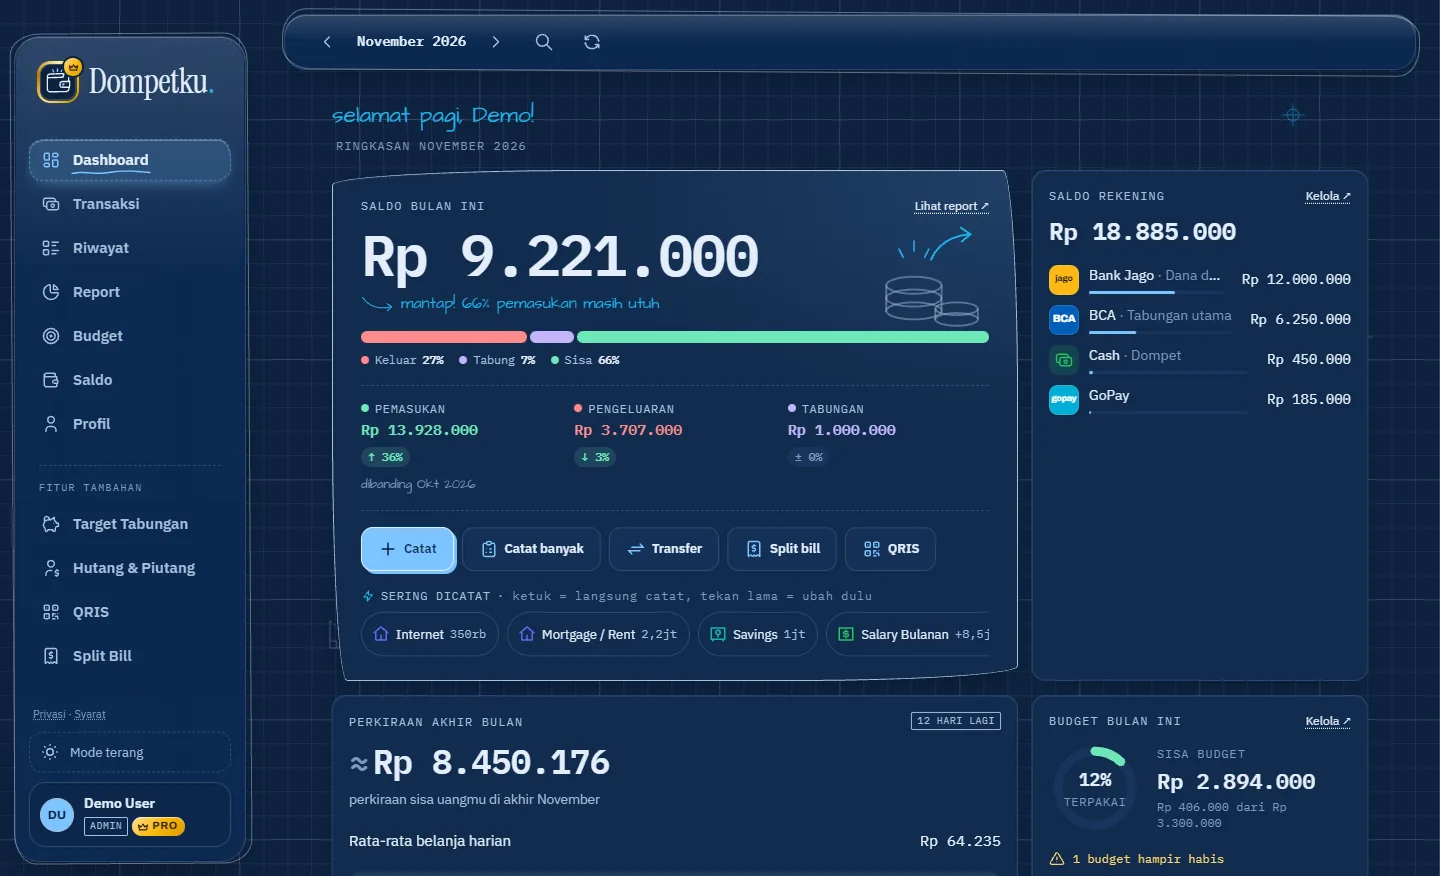 Dompetku.
Dashboard
Transaksi
Riwayat
Report
Budget
Saldo
Profil
FITUR TAMBAHAN
Target Tabungan
Hutang & Piutang
QRIS
Split Bill
Privasi · Syarat
Mode terang
DU
Demo User
ADMIN
PRO
November 2026
selamat pagi, Demo!
RINGKASAN NOVEMBER 2026
SALDO BULAN INI
Lihat report ↗
Rp 9.221.000
mantap! 66% pemasukan masih utuh
Keluar 27% Tabung 7% Sisa 66%
PEMASUKAN
Rp 13.928.000
↑ 36%
PENGELUARAN
Rp 3.707.000
↓ 3%
TABUNGAN
Rp 1.000.000
± 0%
dibanding Okt 2026
Catat
Catat banyak
Transfer
Split bill
QRIS
SERING DICATAT · ketuk = langsung catat, tekan lama = ubah dulu
Internet 350rb
Mortgage / Rent 2,2jt
Savings 1jt
Salary Bulanan +8,5j
SALDO REKENING
Kelola ↗
Rp 18.885.000
jago
Bank Jago · Dana d...
Rp 12.000.000
BCA
BCA · Tabungan utama
Rp 6.250.000
Cash · Dompet
Rp 450.000
gopay
GoPay
Rp 185.000
PERKIRAAN AKHIR BULAN
12 HARI LAGI
≈Rp 8.450.176
perkiraan sisa uangmu di akhir November
Rata-rata belanja harian
Rp 64.235
BUDGET BULAN INI
Kelola ↗
12%
TERPAKAI
SISA BUDGET
Rp 2.894.000
Rp 406.000 dari Rp
3.300.000
1 budget hampir habis